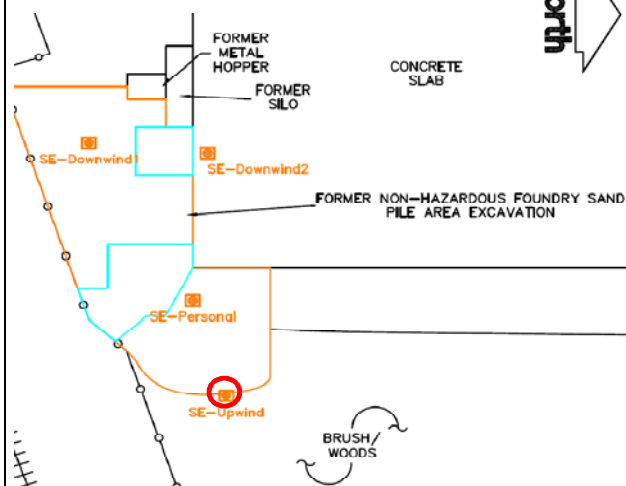 FORMER
METAL
HOPPER
FORMER
SILO
CONCRETE
SLAB
orth
SE-Downwind1
SE-Downwind2
FORMER NON-HAZARDOUS FOUNDRY SAND
PILE AREA EXCAVATION
SE-Personal
SE-Upwind
BRUSH/
WOODS